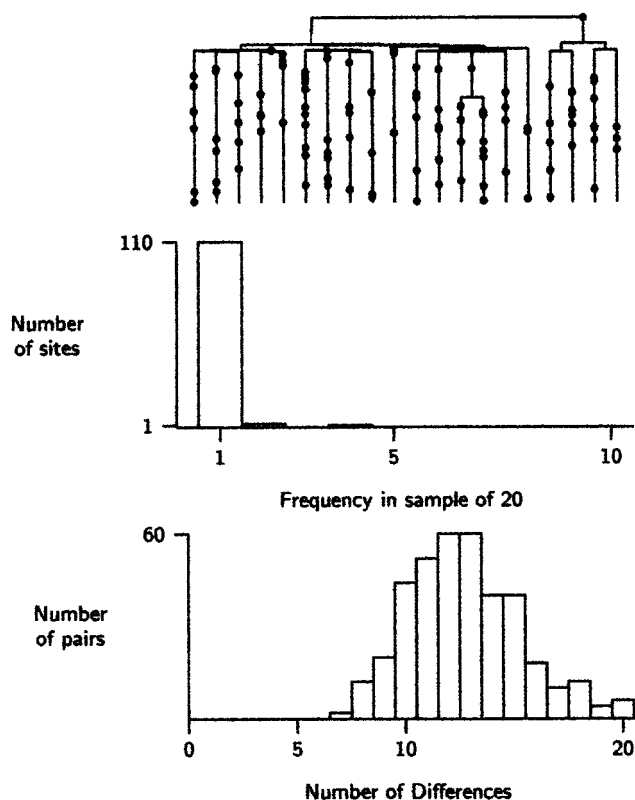 110
Number
of sites
1
1 5 10
Frequency in sample of 20
60
Number
of pairs
0 5 10 20
Number of Differences